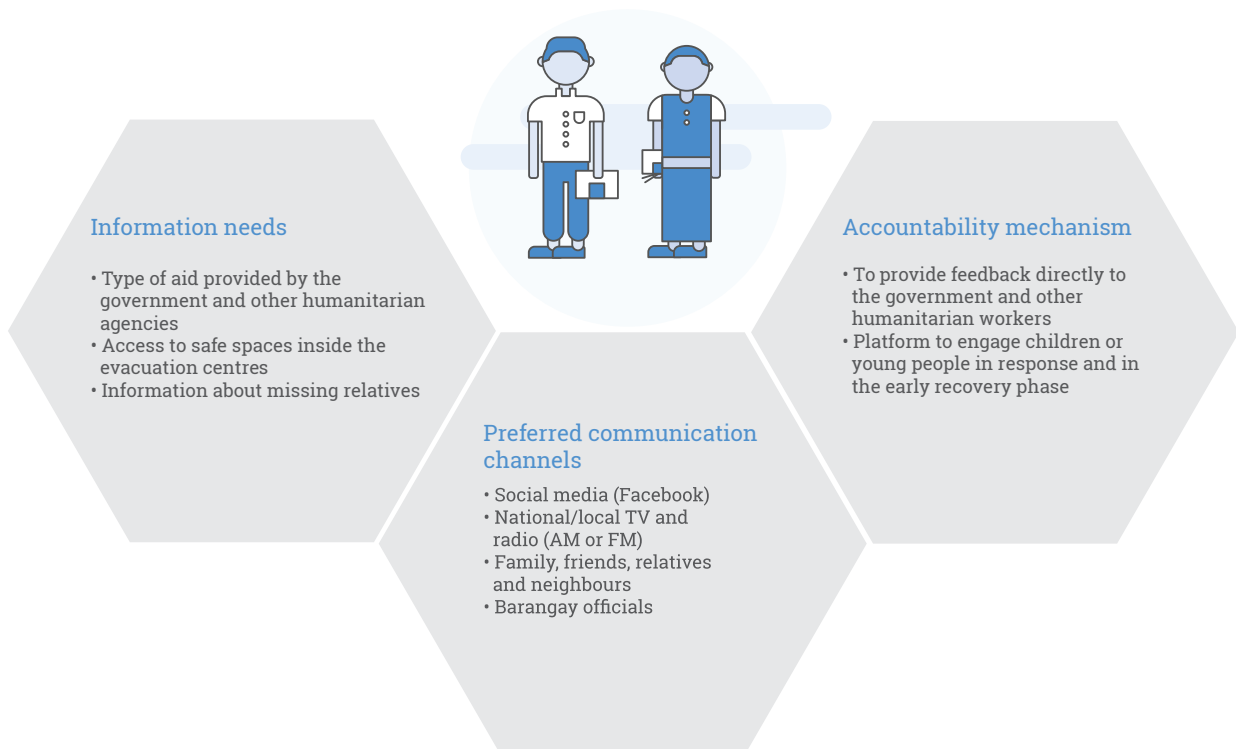 Information needs
• Type of aid provided by the
government and other humanitarian
agencies
• Access to safe spaces inside the
evacuation centres
• Information about missing relatives
Preferred communication
channels
• Social media (Facebook)
• National/local TV and
radio (AM or FM)
• Family, friends, relatives
and neighbours
• Barangay officials
Accountability mechanism
• To provide feedback directly to
the government and other
humanitarian workers
• Platform to engage children or
young people in response and in
the early recovery phase